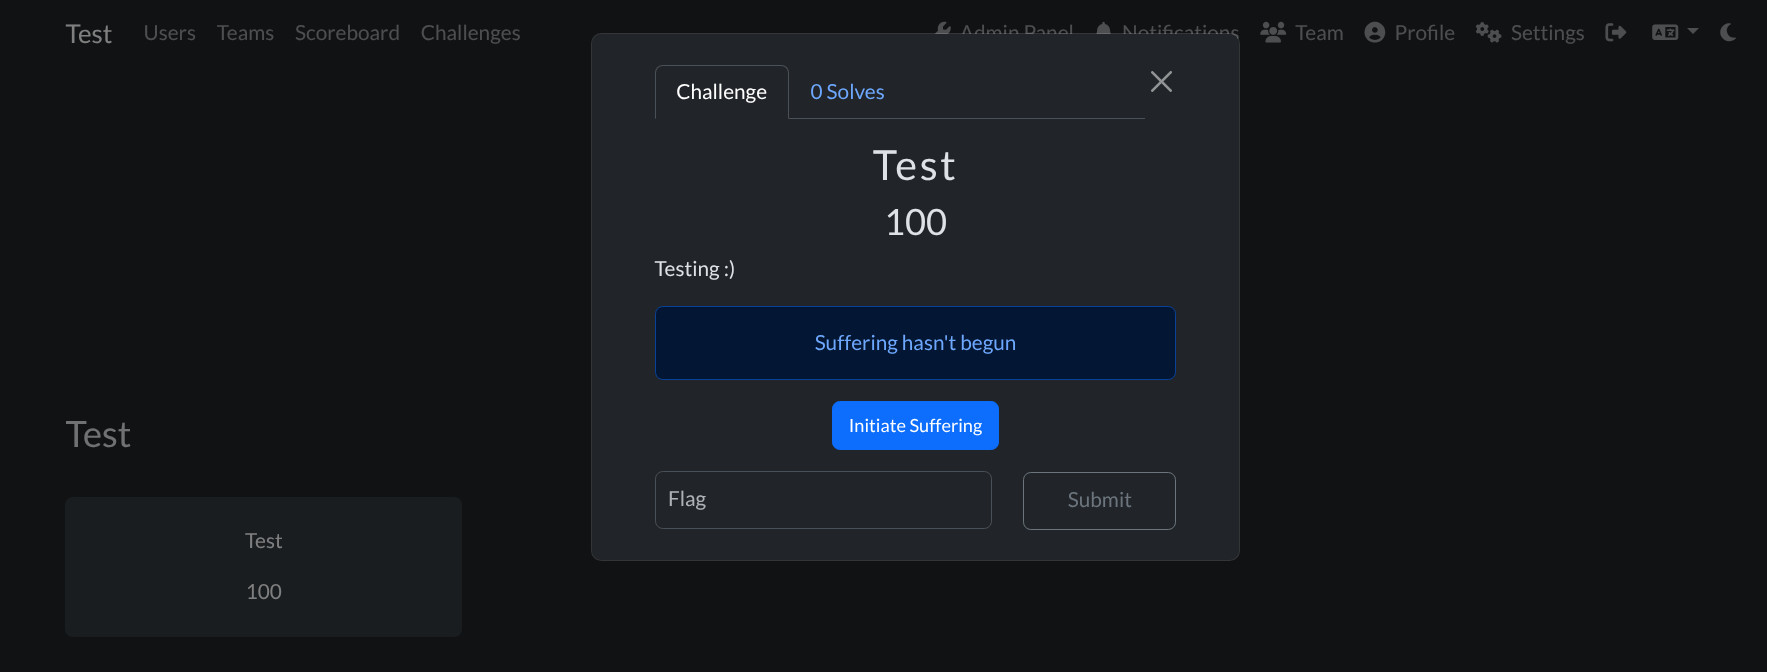 Test Users Teams Scoreboard Challenges Admin Panel Notifications Team Profile Settings
Challenge 0 Solves
Test
100
Testing :)
Suffering hasn't begun
Initiate Suffering
Flag Submit
Test
Test
100